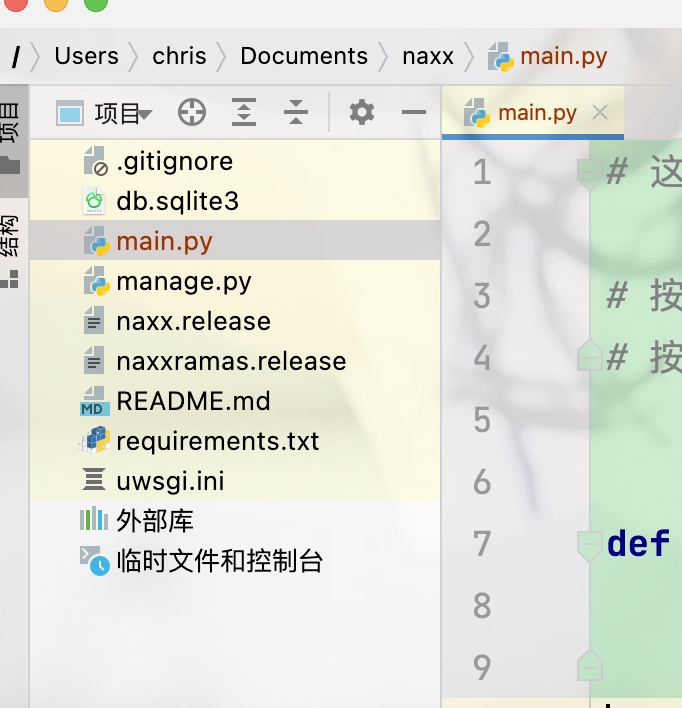 / Users chris Documents naxx main.py
项目
项目
main.py
.gitignore
db.sqlite3
main.py
manage.py
naxx.release
naxxramas.release
README.md
requirements.txt
uwsgi.ini
外部库
临时文件和控制台
结构
1 # 这
2
3 # 按
4 # 按
5
6
7 def
8
9